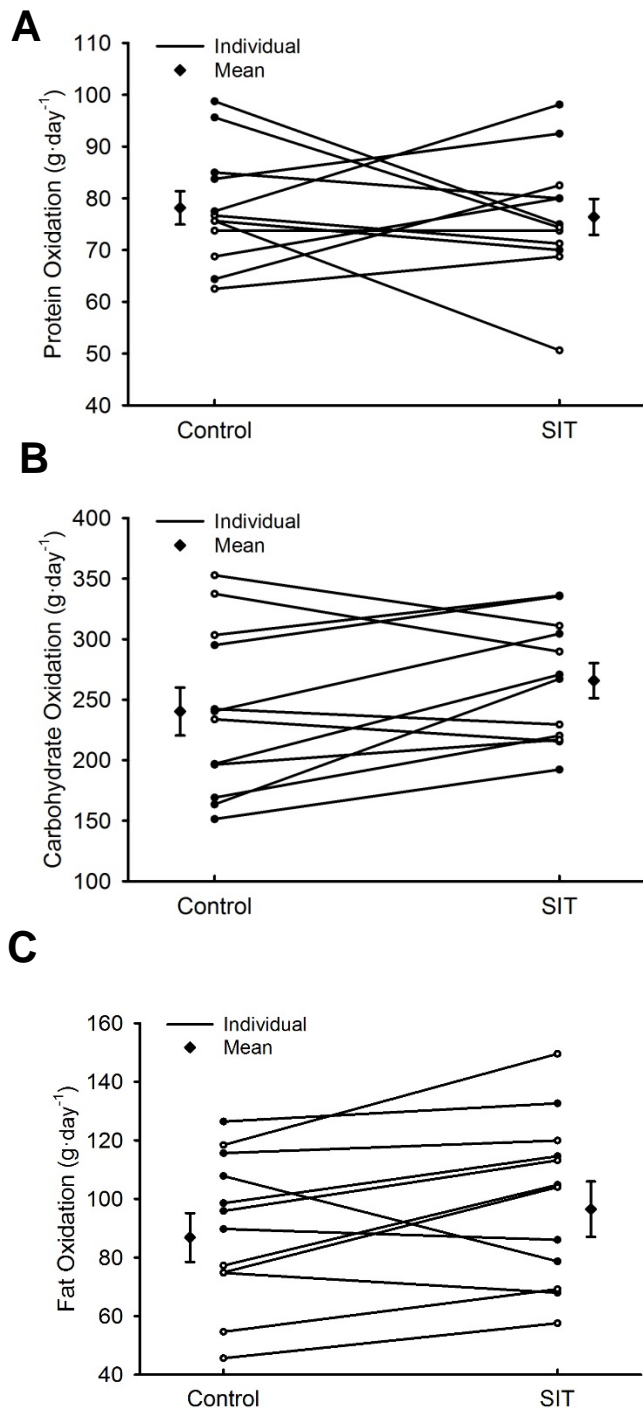 A
Protein Oxidation (g·day⁻¹)
110
100
90
80
70
60
50
40
Individual
Mean
Control
SIT
B
Carbohydrate Oxidation (g·day⁻¹)
400
350
300
250
200
150
100
Individual
Mean
Control
SIT
C
Fat Oxidation (g·day⁻¹)
160
140
120
100
80
60
40
Individual
Mean
Control
SIT